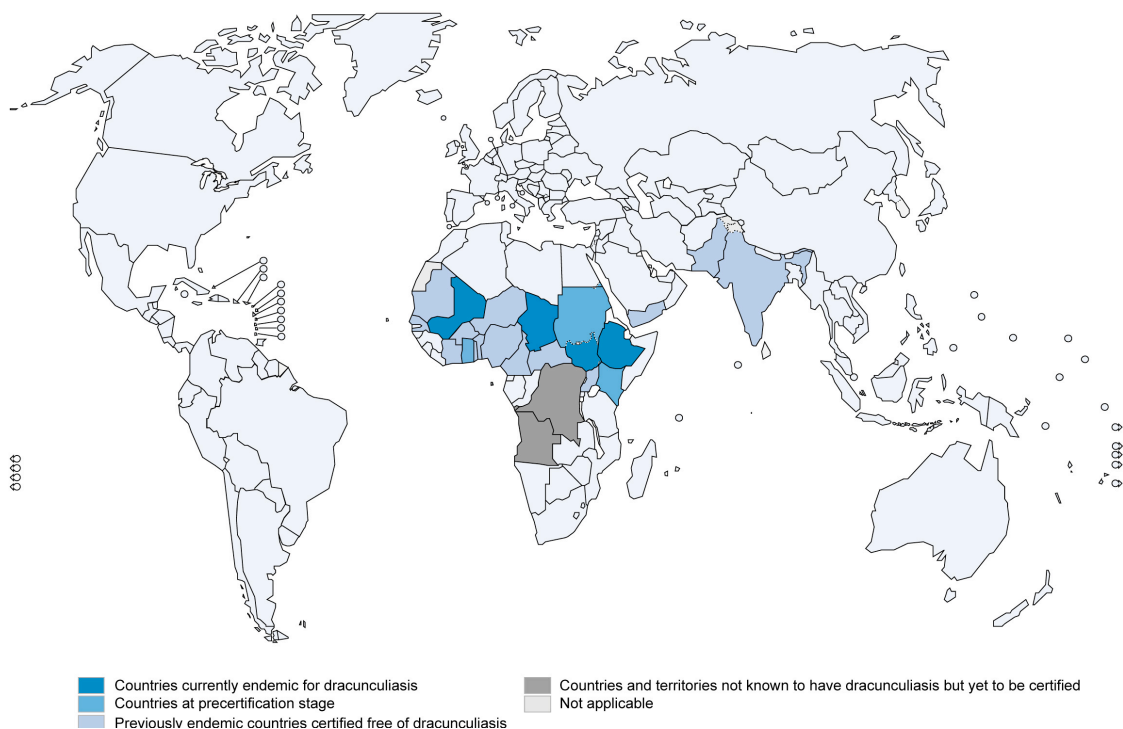 Countries currently endemic for dracunculiasis
Countries at precertification stage
Previously endemic countries certified free of dracunculiasis
Countries and territories not known to have dracunculiasis but yet to be certified
Not applicable